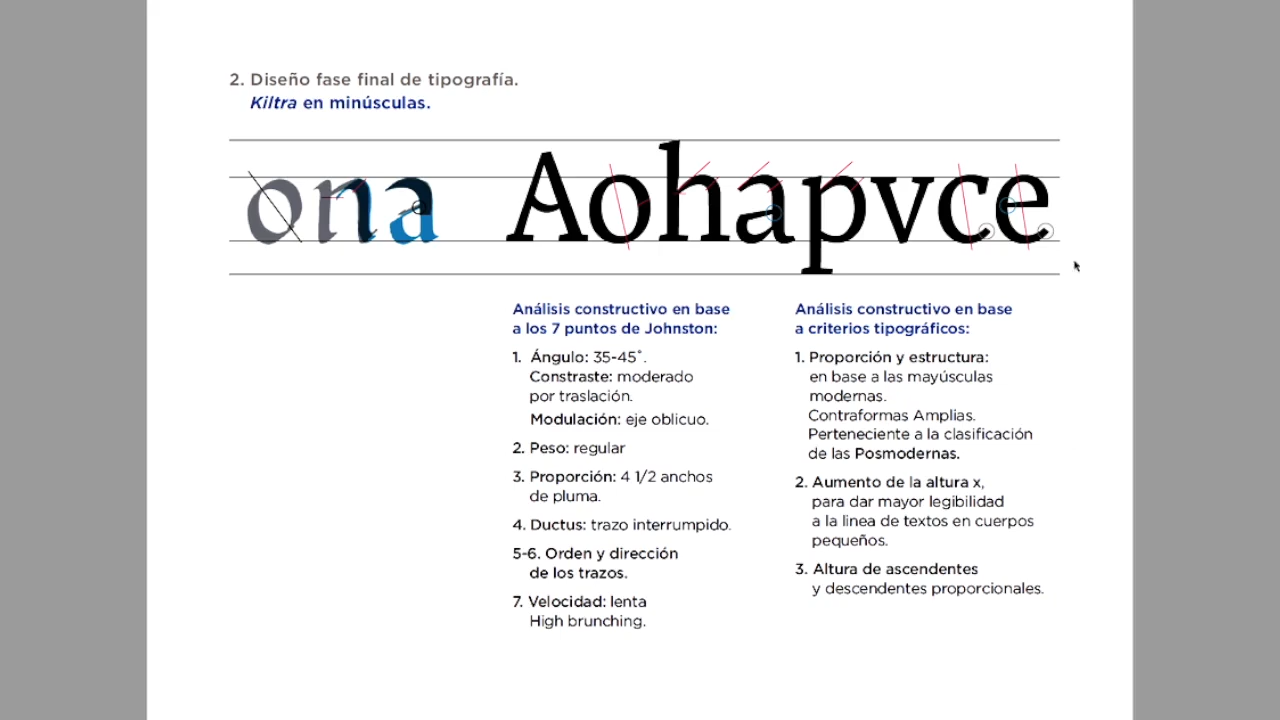 2. Diseño fase final de tipografía.
Kiltra en minúsculas.
ona Aohapvce
Análisis constructivo en base
a los 7 puntos de Johnston:
1. Ángulo: 35-45˚.
Constraste: moderado
por traslación.
Modulación: eje oblicuo.
2. Peso: regular
3. Proporción: 4 1/2 anchos
de pluma.
4. Ductus: trazo interrumpido.
5-6. Orden y dirección
de los trazos.
7. Velocidad: lenta
High brunching.
Análisis constructivo en base
a criterios tipográficos:
1. Proporción y estructura:
en base a las mayúsculas
modernas.
Contraformas Amplias.
Perteneciente a la clasificación
de las Posmodernas.
2. Aumento de la altura x,
para dar mayor legibilidad
a la linea de textos en cuerpos
pequeños.
3. Altura de ascendentes
y descendentes proporcionales.